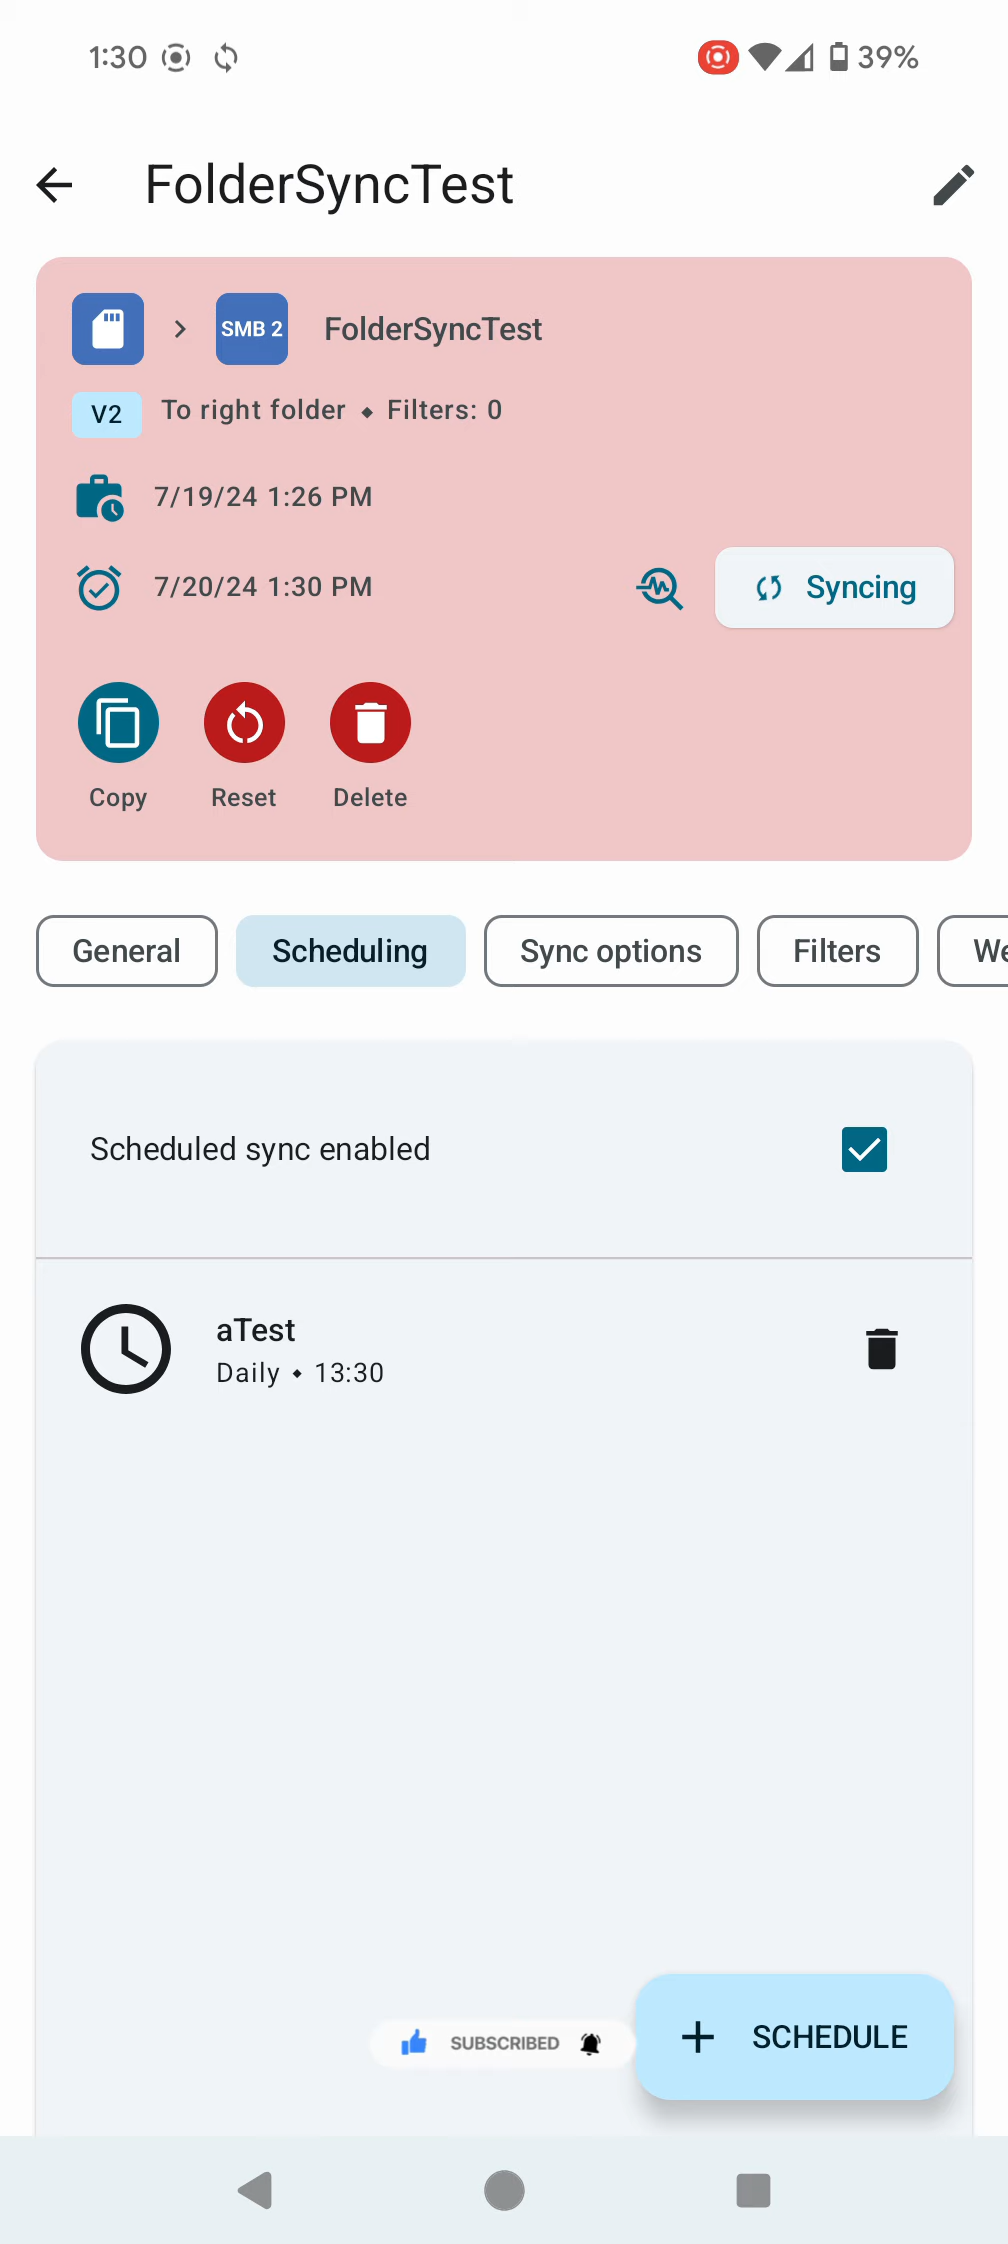 1:30
39%
FolderSyncTest
SMB 2
FolderSyncTest
V2
To right folder ◆ Filters: 0
7/19/24 1:26 PM
7/20/24 1:30 PM
Syncing
Copy
Reset
Delete
General
Scheduling
Sync options
Filters
We
Scheduled sync enabled
aTest
Daily ◆ 13:30
SUBSCRIBED
SCHEDULE